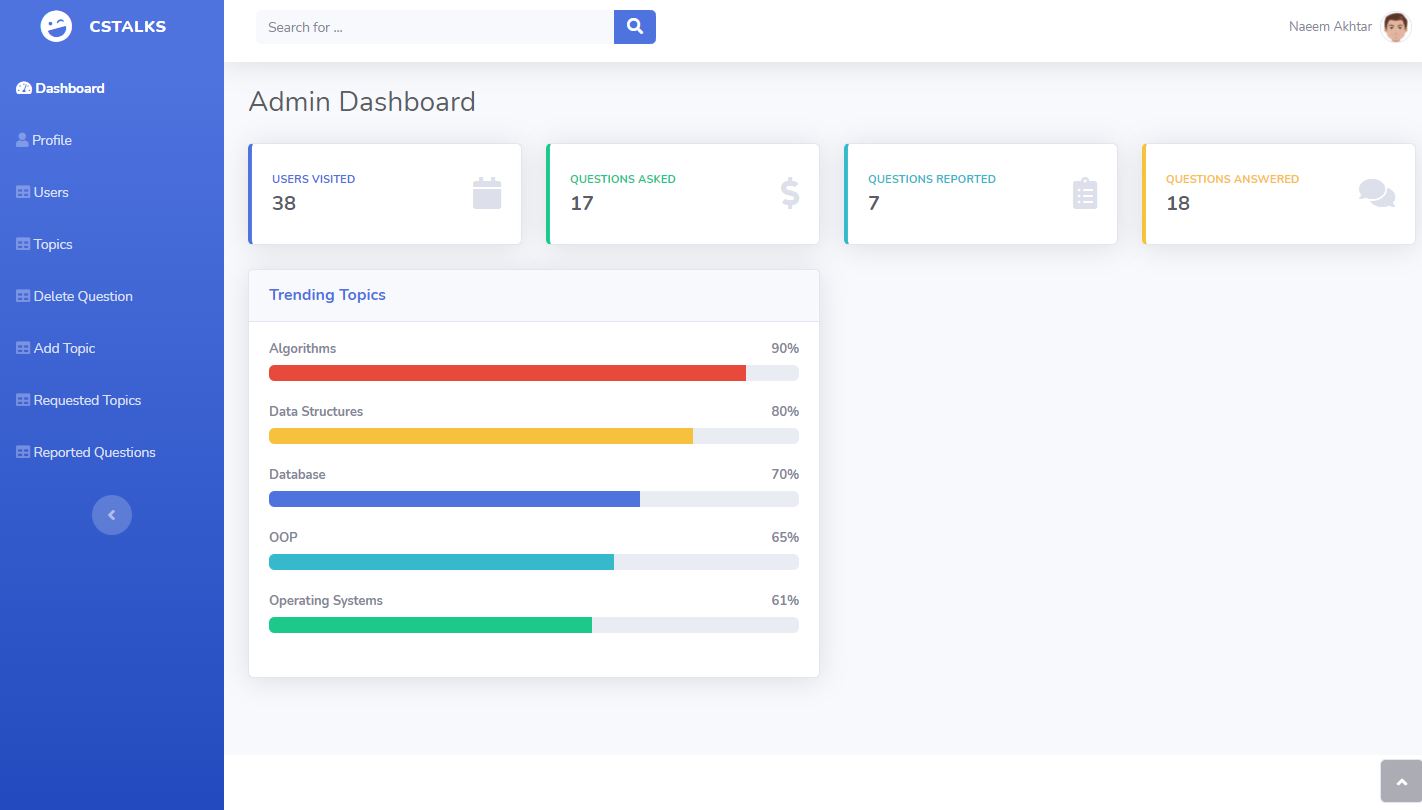 CSTALKS
Dashboard
Profile
Users
Topics
Delete Question
Add Topic
Requested Topics
Reported Questions
Search for ...
Naeem Akhtar
Admin Dashboard
USERS VISITED
38
QUESTIONS ASKED
17
QUESTIONS REPORTED
7
QUESTIONS ANSWERED
18
Trending Topics
Algorithms 90%
Data Structures 80%
Database 70%
OOP 65%
Operating Systems 61%